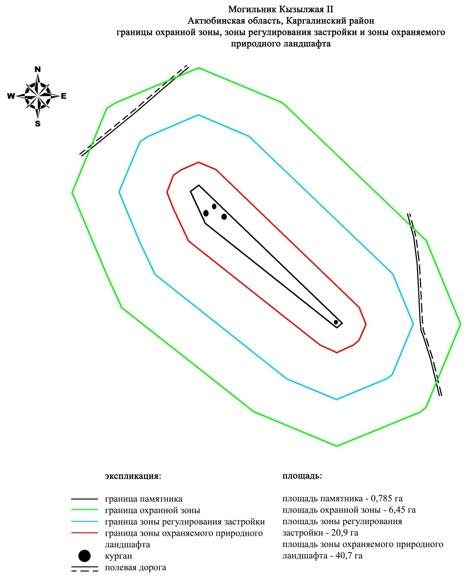 Могильник Кызылжая II
Актюбинская область, Каргалинский район
границы охранной зоны, зоны регулирования застройки и зоны охраняемого
природного ландшафта
N
W E
S
экспликация:
граница памятника
граница охранной зоны
граница зоны регулирования застройки
граница зоны охраняемого природного
ландшафта
курган
полевая дорога
площадь:
площадь памятника - 0,785 га
площадь охранной зоны - 6,45 га
площадь зоны регулирования
застройки - 20,9 га
площадь зоны охраняемого природного
ландшафта - 40,7 га